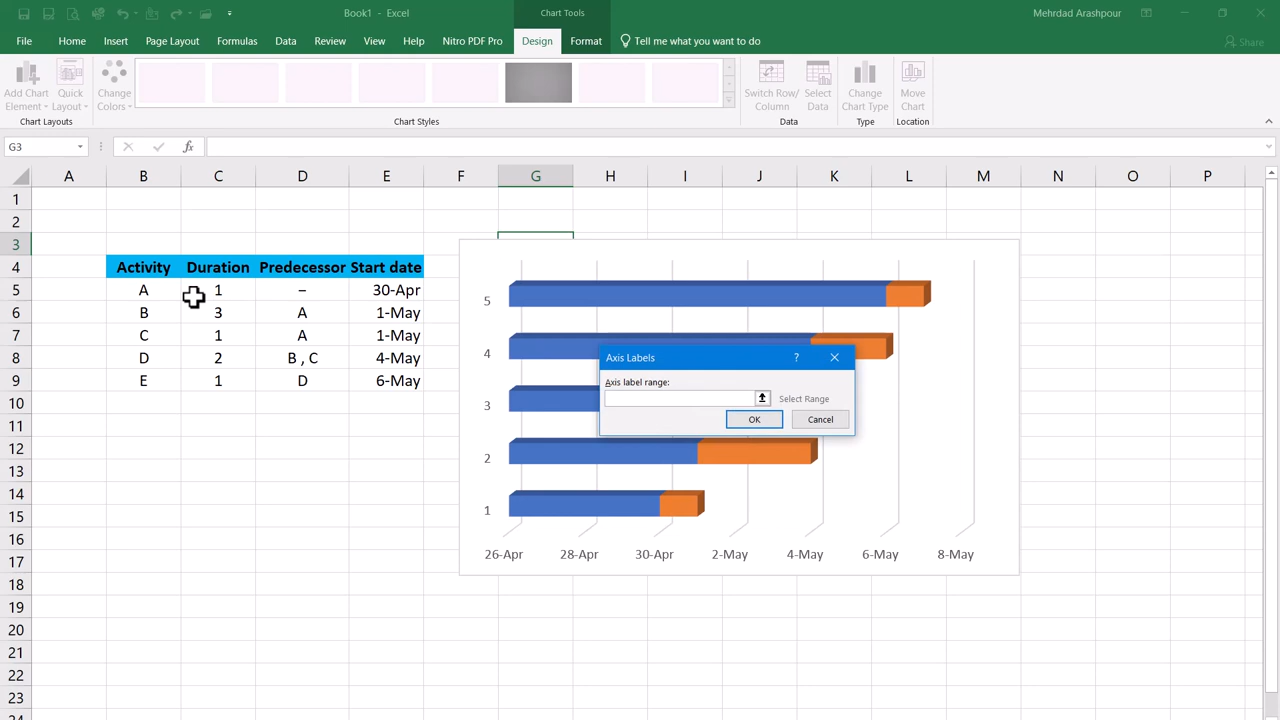 Book1 - Excel
Chart Tools
Mehrdad Arashpour
File Home Insert Page Layout Formulas Data Review View Help Nitro PDF Pro Design Format Tell me what you want to do Share
Add Chart Element
Quick Layout
Change Colors
Switch Row/ Column
Select Data
Change Chart Type
Move Chart
Chart Layouts
Chart Styles
Data
Type
Location
G3
fx
A B C D E F G H I J K L M N O P
1
2
3
4 Activity Duration Predecessor Start date
5 A 1 – 30-Apr
6 B 3 A 1-May
7 C 1 A 1-May
8 D 2 B , C 4-May
9 E 1 D 6-May
10
11
12
13
14
15
16
17
18
19
20
21
22
23
24
5
4
3
2
1
26-Apr 28-Apr 30-Apr 2-May 4-May 6-May 8-May
Axis Labels ?
Axis label range:
Select Range
OK Cancel